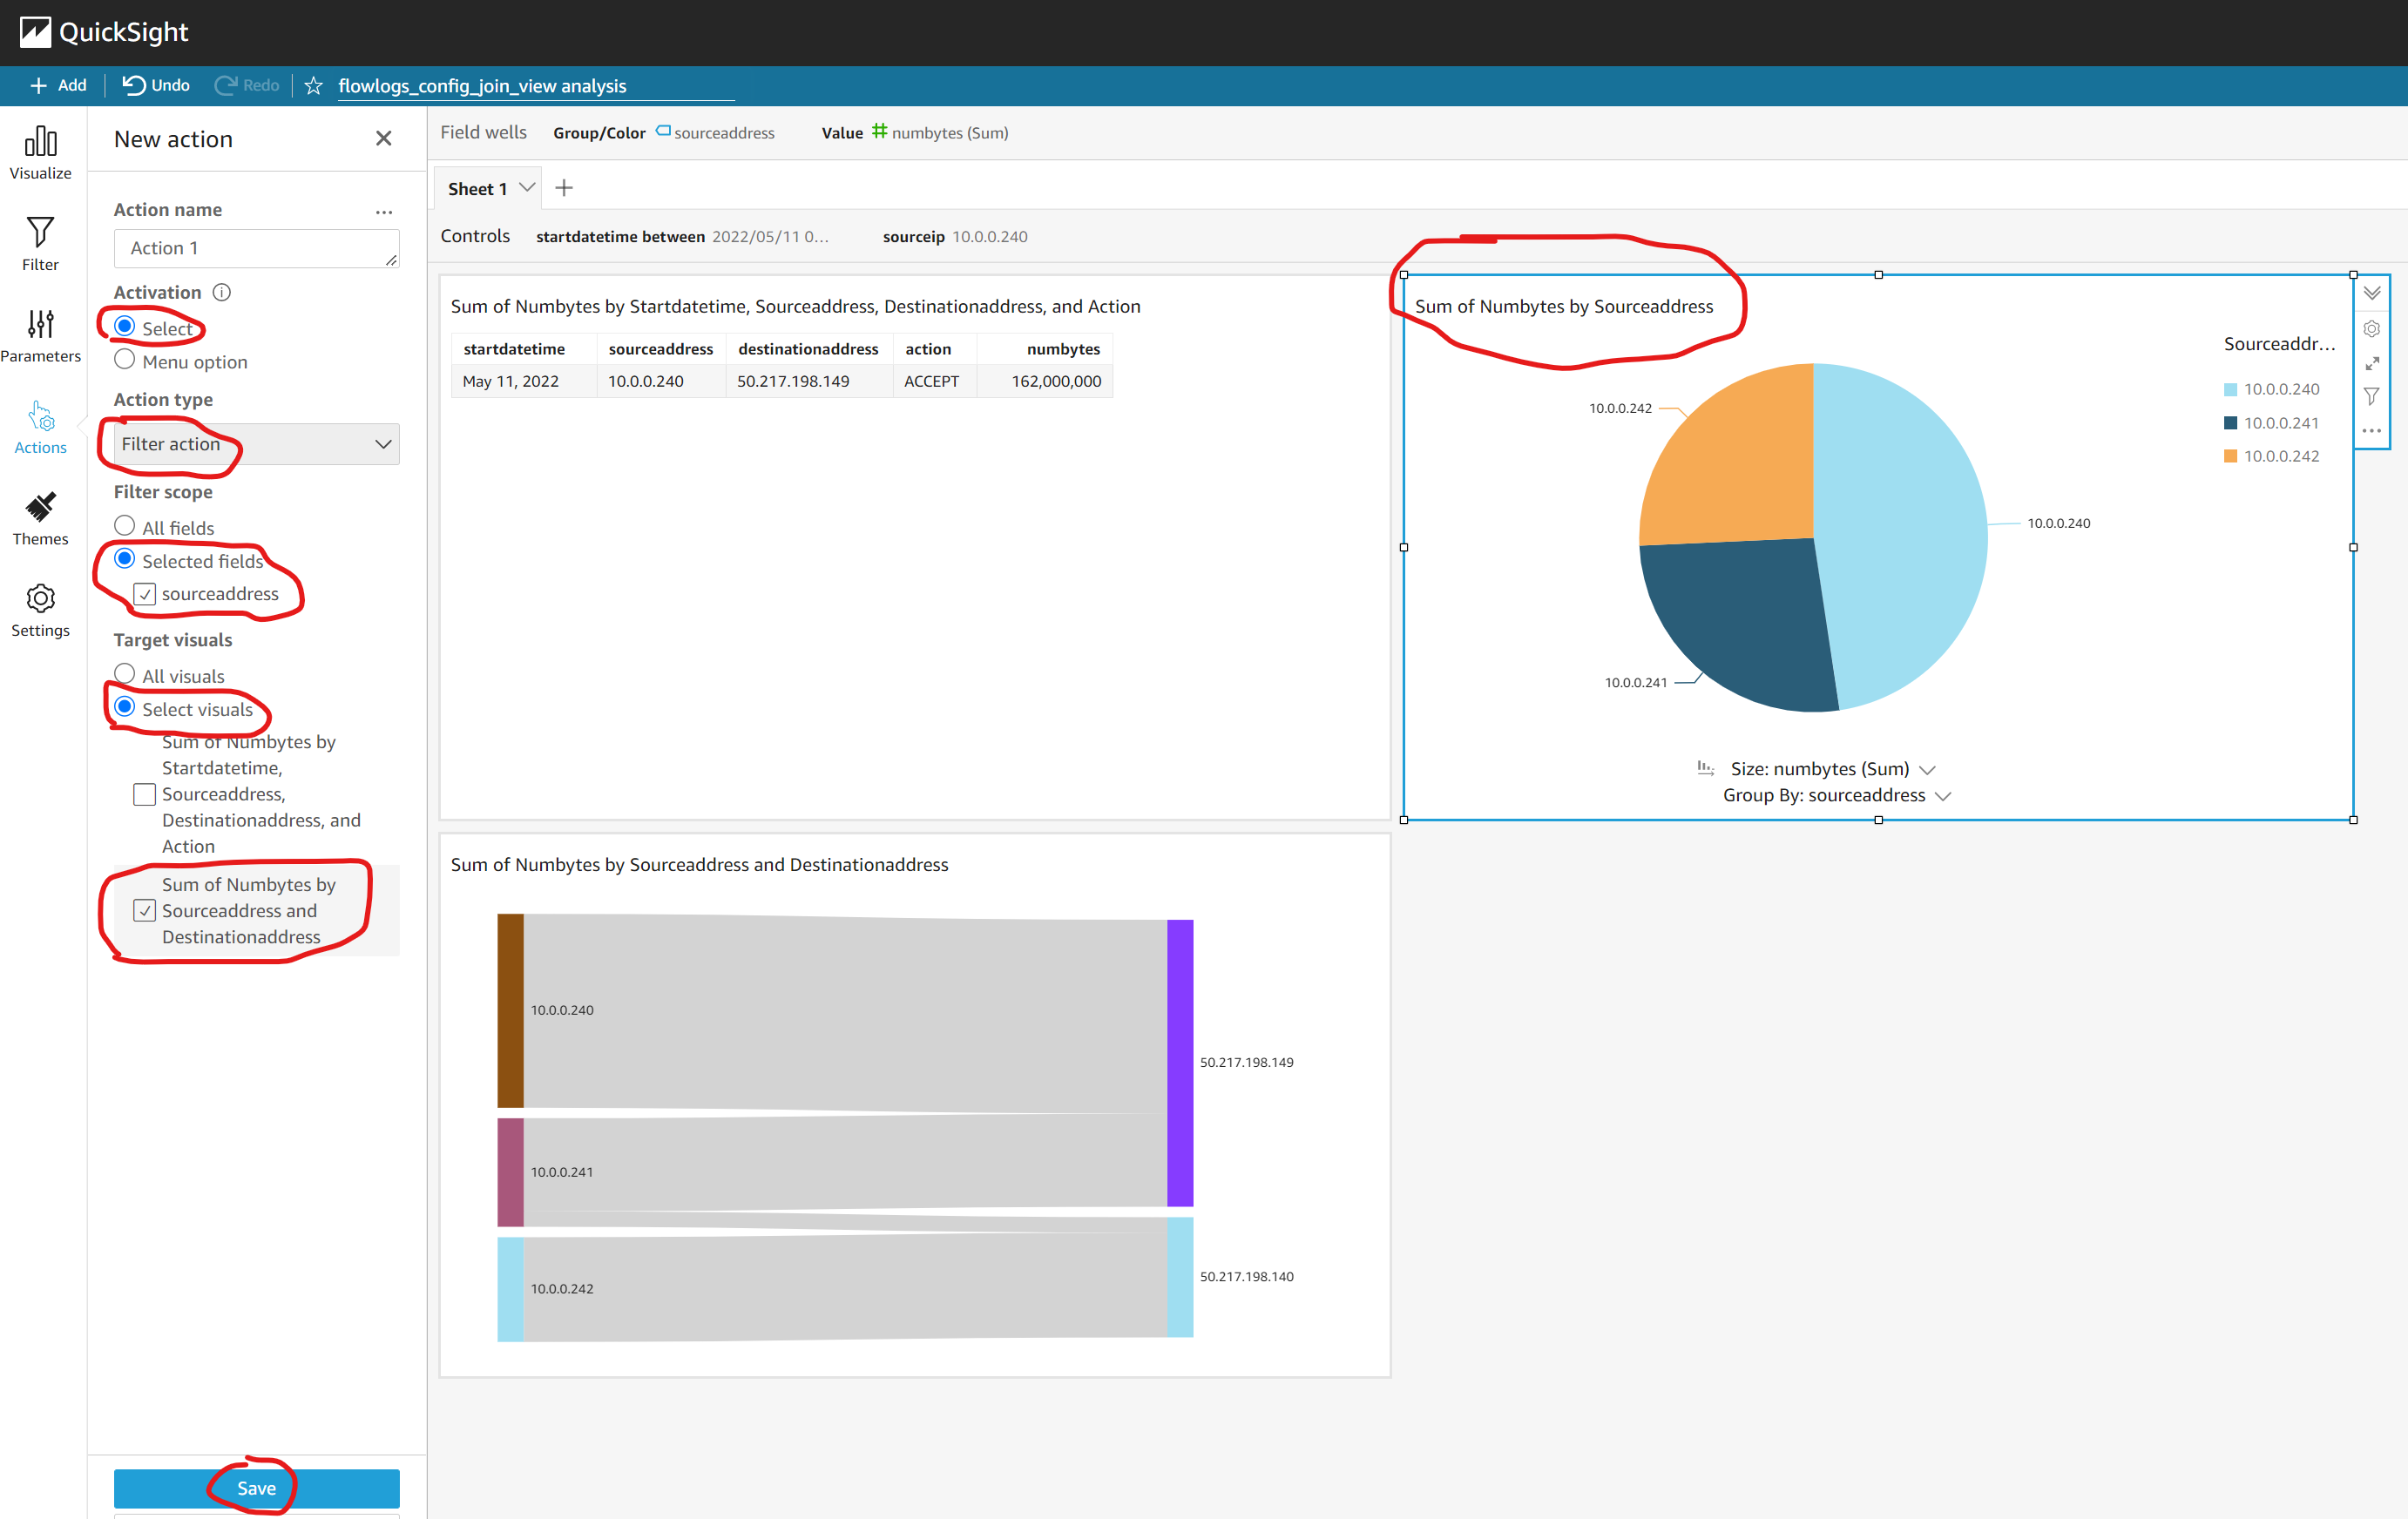 QuickSight
Add
Undo
Redo
flowlogs_config_join_view analysis
Visualize
Filter
Parameters
Actions
Themes
Settings
New action
Action name
...
Action 1
Activation
Select
Menu option
Action type
Filter action
Filter scope
All fields
Selected fields
sourceaddress
Target visuals
All visuals
Select visuals
Sum of Numbytes by
Startdatetime,
Sourceaddress,
Destinationaddress, and
Action
Sum of Numbytes by
Sourceaddress and
Destinationaddress
Save
Field wells Group/Color sourceaddress Value numbytes (Sum)
Sheet 1
Controls startdatetime between 2022/05/11 0... sourceip 10.0.0.240
Sum of Numbytes by Startdatetime, Sourceaddress, Destinationaddress, and Action
startdatetime sourceaddress destinationaddress action numbytes
May 11, 2022 10.0.0.240 50.217.198.149 ACCEPT 162,000,000
Sum of Numbytes by Sourceaddress
Sourceaddr...
10.0.0.240
10.0.0.241
10.0.0.242
10.0.0.242
10.0.0.240
10.0.0.241
Size: numbytes (Sum)
Group By: sourceaddress
Sum of Numbytes by Sourceaddress and Destinationaddress
10.0.0.240
50.217.198.149
10.0.0.241
50.217.198.140
10.0.0.242